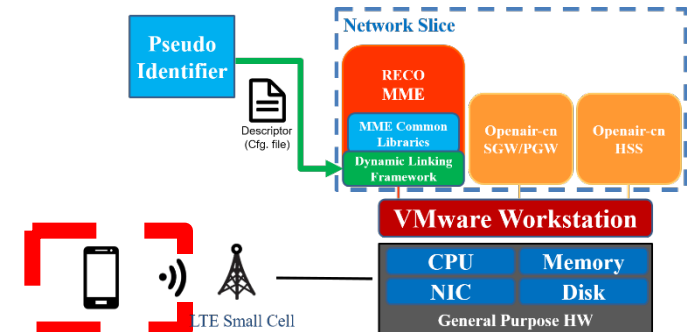 Network Slice
Pseudo
Identifier
RECO
MME
Descriptor
(Cfg. file)
MME Common
Libraries
Openair-cn
SGW/PGW
Openair-cn
HSS
Dynamic Linking
Framework
VMware Workstation
CPU
Memory
NIC
Disk
LTE Small Cell
General Purpose HW